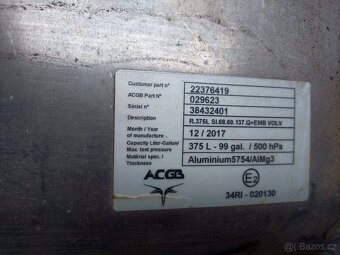 Customer part n° 22376419
ACGB Part N° 029623
Serial n° 38432401
Description R.375L SI.68.60.137.Q+EMB VOLV
Month / Year of manufacture 12 / 2017
Capacity Liter-Gallon/ Max. test pressure 375 L - 99 gal. / 500 hPa
Material spec. / Thickness Aluminium5754/AlMg3
ACGB
E2
34RI - 020130
Bazoš.cz